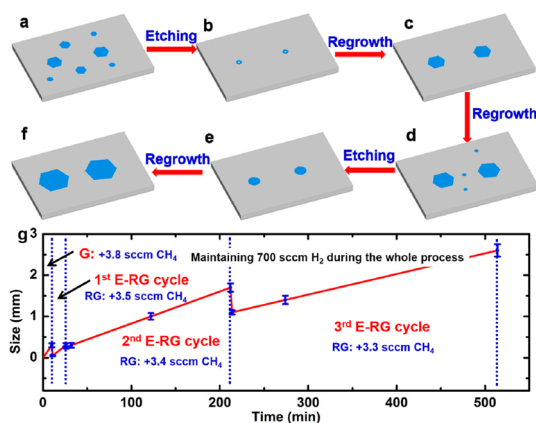 a
Etching
b
Regrowth
c
Regrowth
f
Regrowth
e
Etching
d
g
G: +3.8 sccm CH₄
Maintaining 700 sccm H₂ during the whole process
1st E-RG cycle
RG: +3.5 sccm CH₄
2nd E-RG cycle
RG: +3.4 sccm CH₄
3rd E-RG cycle
RG: +3.3 sccm CH₄
Size (mm)
3
2
1
0
0
100
200
300
400
500
Time (min)